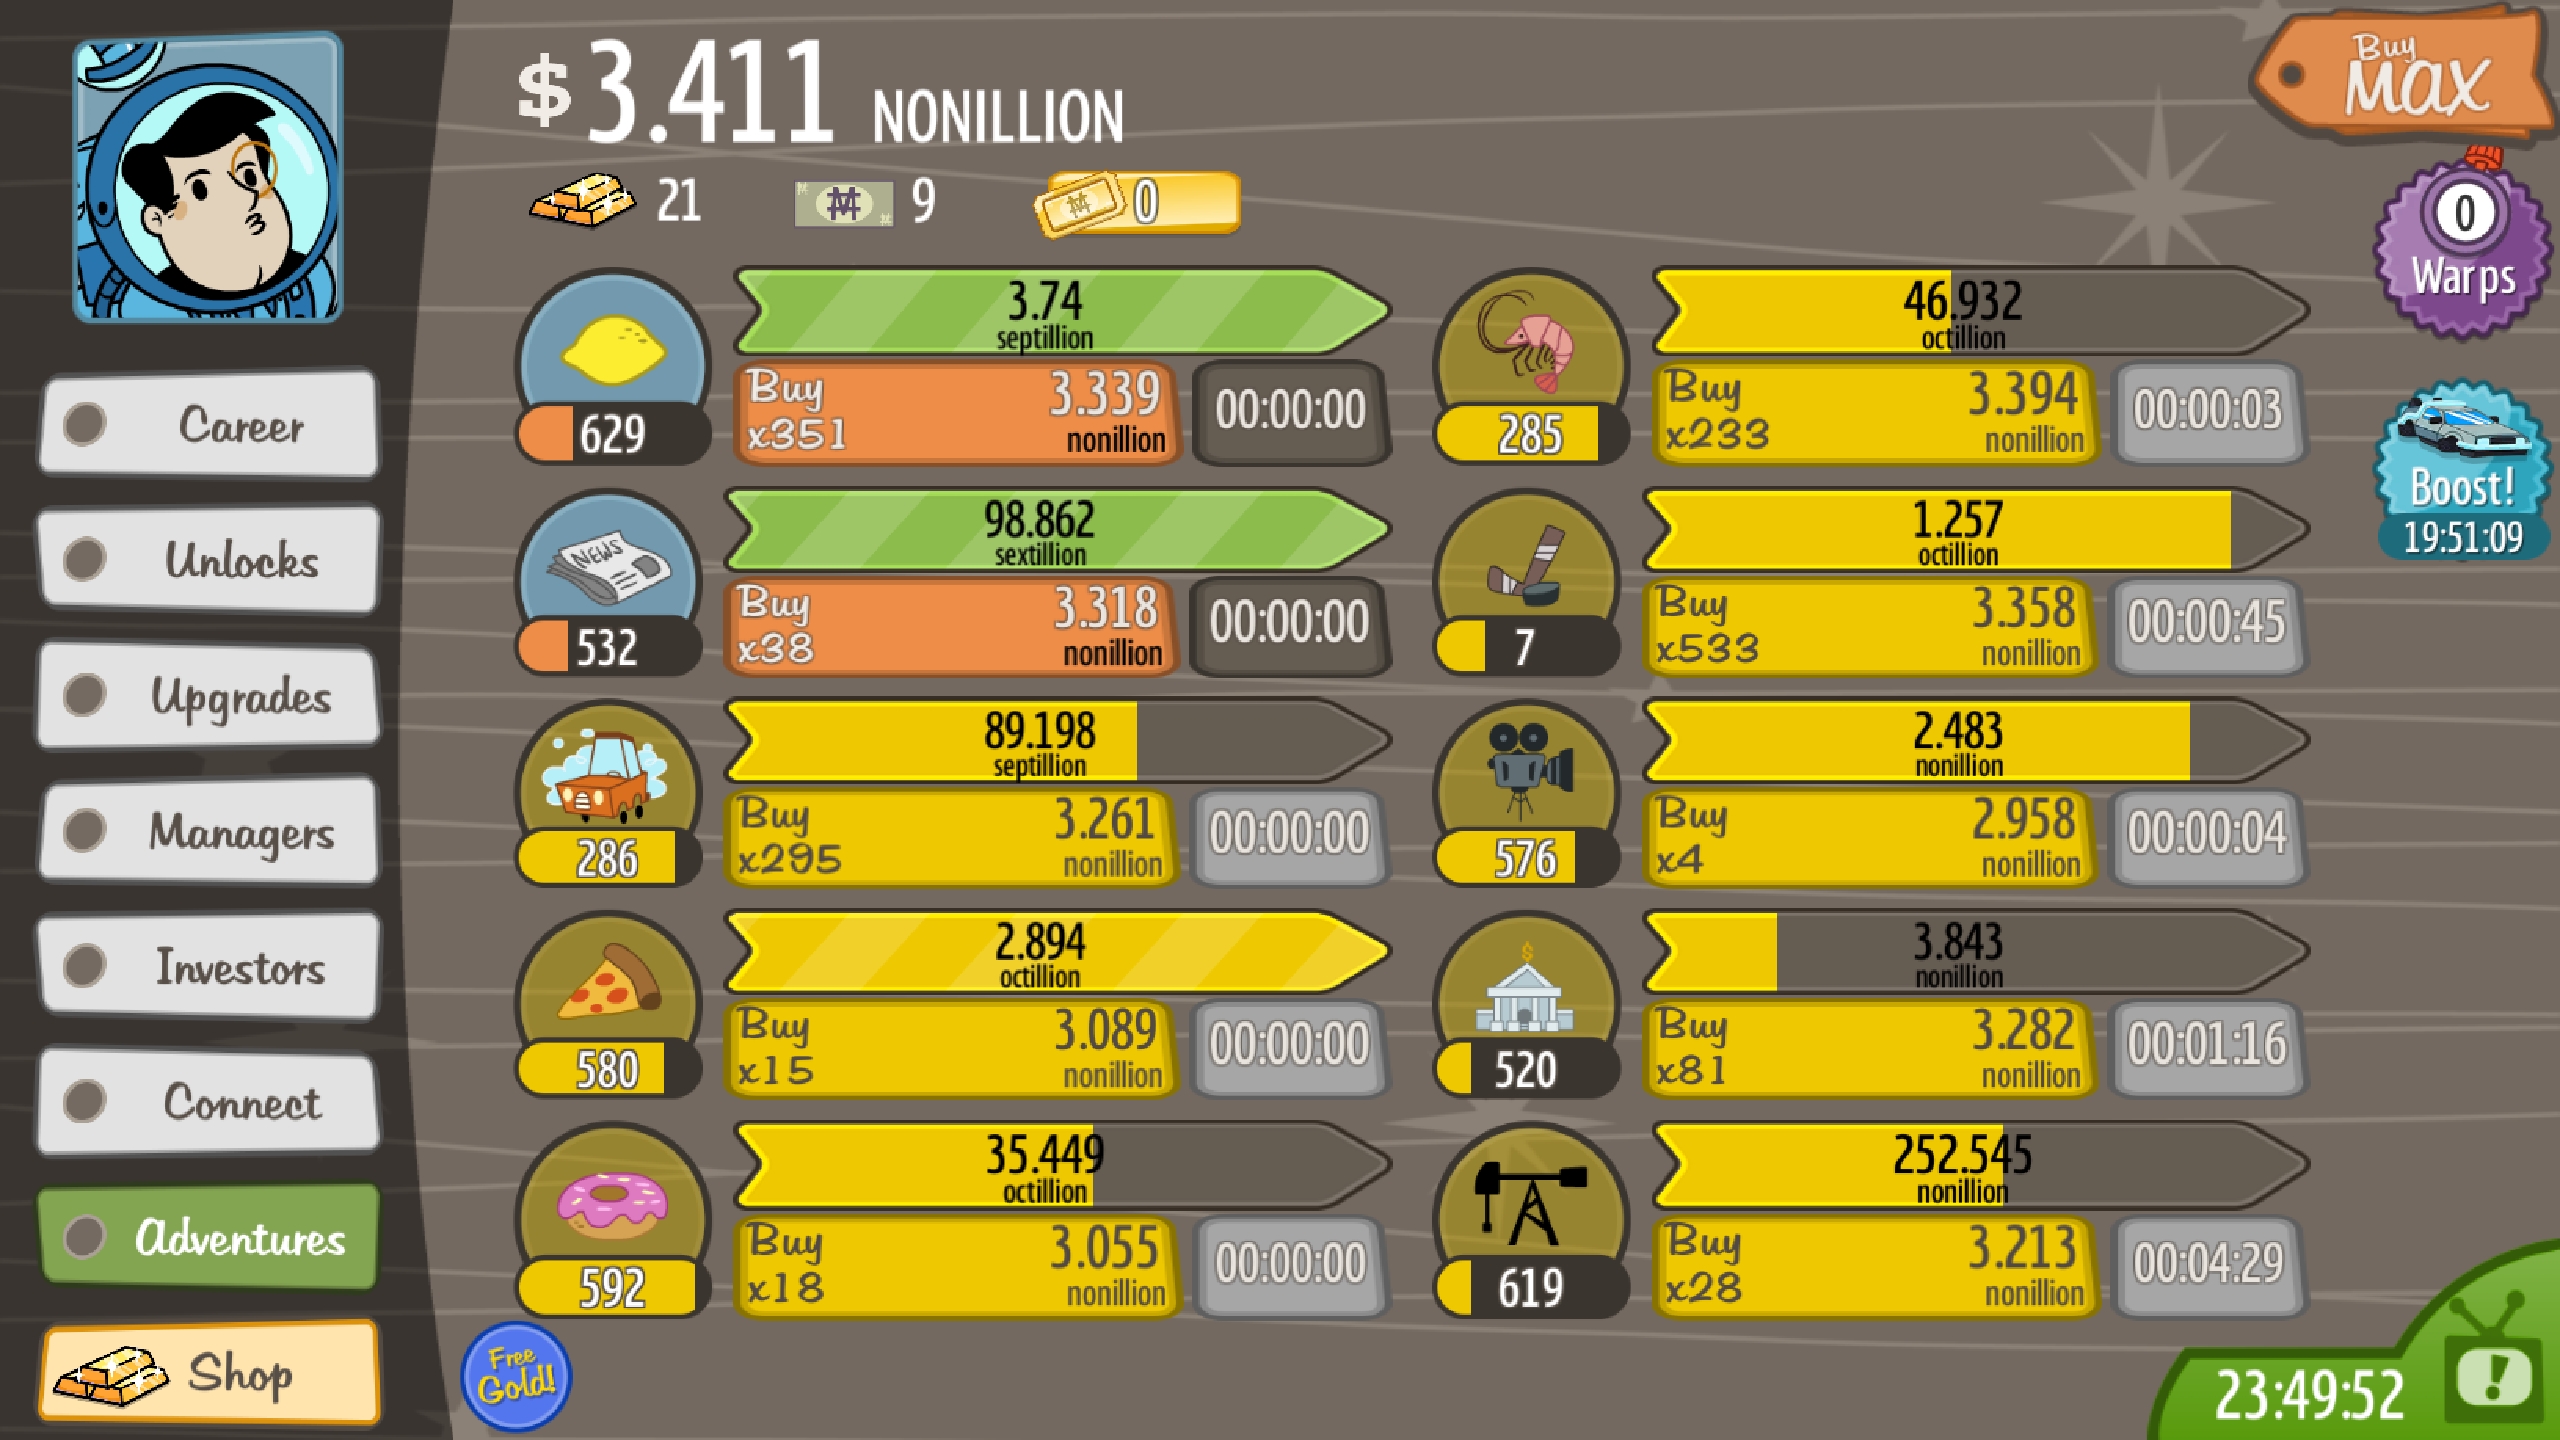 $3.411 NONILLION
Buy
MAX
21
9
0
0
Warps
Boost!
19:51:09
Career
Unlocks
Upgrades
Managers
Investors
Connect
Adventures
Shop
3.74
septillion
629
Buy 3.339
x351 nonillion
00:00:00
46.932
octillion
285
Buy 3.394
x233 nonillion
00:00:03
NEWS
98.862
sextillion
532
Buy 3.318
x38 nonillion
00:00:00
1.257
octillion
7
Buy 3.358
x533 nonillion
00:00:45
89.198
septillion
286
Buy 3.261
x295 nonillion
00:00:00
2.483
nonillion
576
Buy 2.958
x4 nonillion
00:00:04
2.894
octillion
580
Buy 3.089
x15 nonillion
00:00:00
$
3.843
nonillion
520
Buy 3.282
x81 nonillion
00:01:16
35.449
octillion
592
Buy 3.055
x18 nonillion
00:00:00
252.545
nonillion
619
Buy 3.213
x28 nonillion
00:04:29
Free
Gold!
23:49:52
!